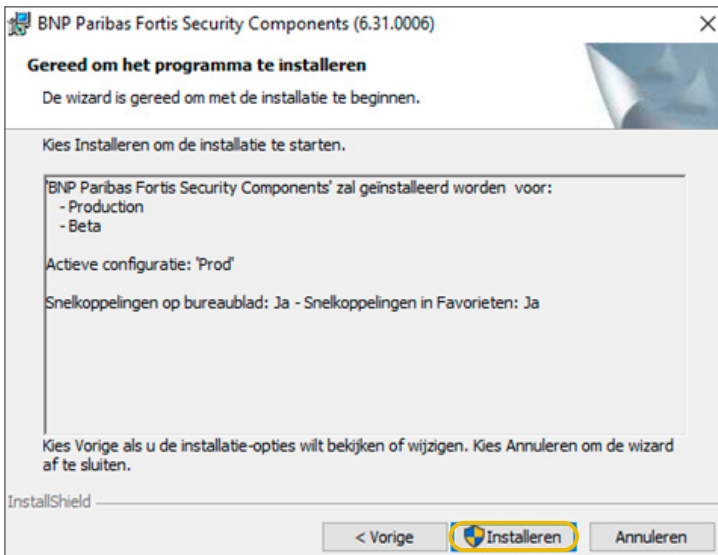 BNP Paribas Fortis Security Components (6.31.0006)
Gereed om het programma te installeren
De wizard is gereed om met de installatie te beginnen.
Kies Installeren om de installatie te starten.
'BNP Paribas Fortis Security Components' zal geïnstalleerd worden  voor:
- Production
- Beta
Actieve configuratie: 'Prod'
Snelkoppelingen op bureaublad: Ja - Snelkoppelingen in Favorieten: Ja
Kies Vorige als u de installatie-opties wilt bekijken of wijzigen. Kies Annuleren om de wizard
af te sluiten.
InstallShield
< Vorige Installeren Annuleren